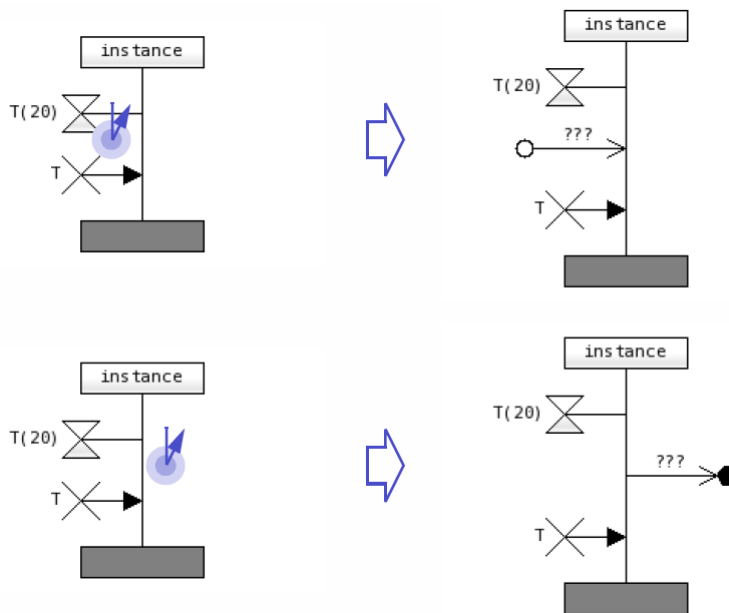 instance
T(20)
T
instance
T(20)
???
T
instance
T(20)
T
instance
T(20)
???
T